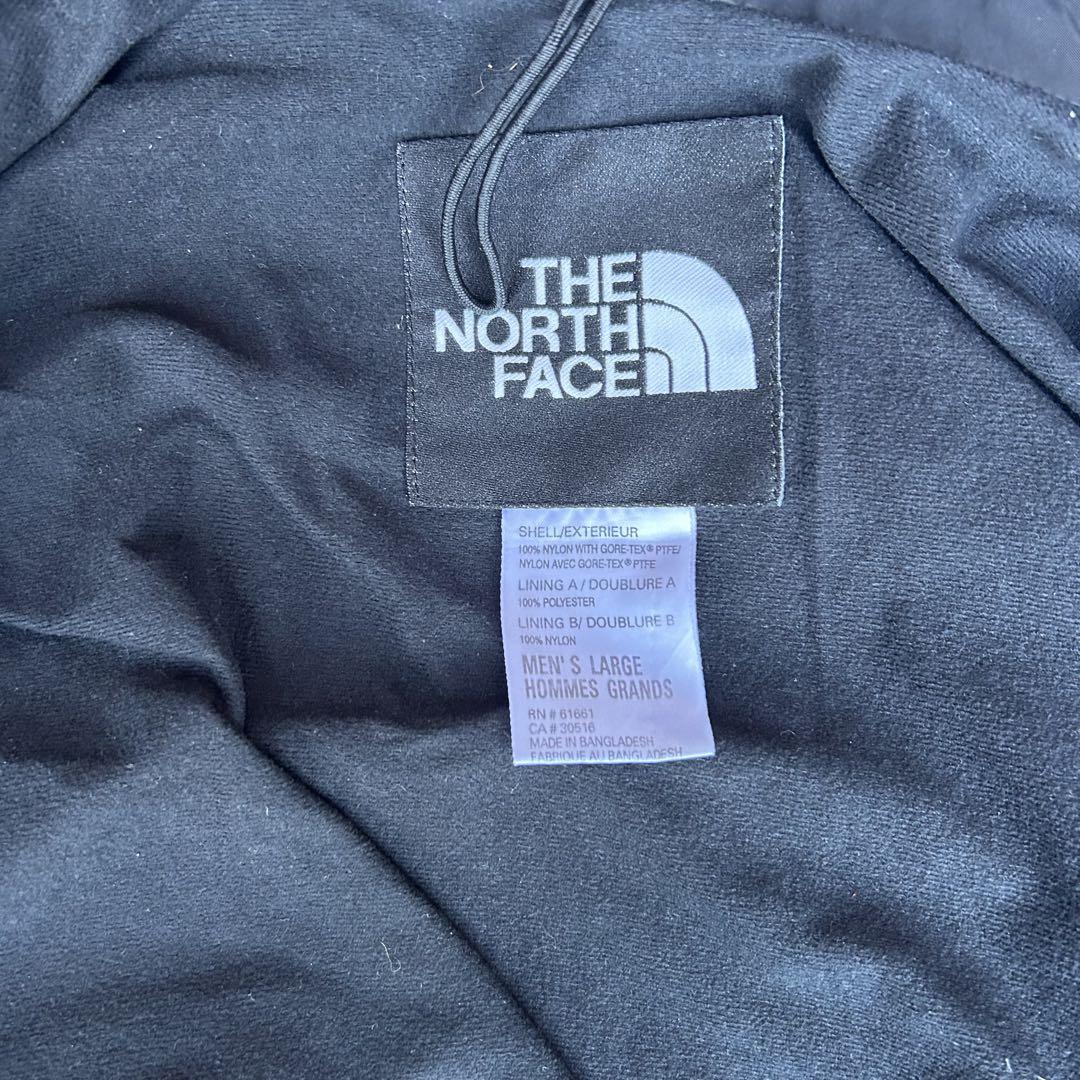 THE
NORTH
FACE
SHELL/EXTERIEUR
100% NYLON WITH GORE-TEX® PTFE/
NYLON AVEC GORE-TEX® PTFE
LINING A / DOUBLURE A
100% POLYESTER
LINING B/ DOUBLURE B
100% NYLON
MEN' S LARGE
HOMMES GRANDS
RN # 61661
CA # 30516
MADE IN BANGLADESH
FABRIQUE AU BANGLADESH